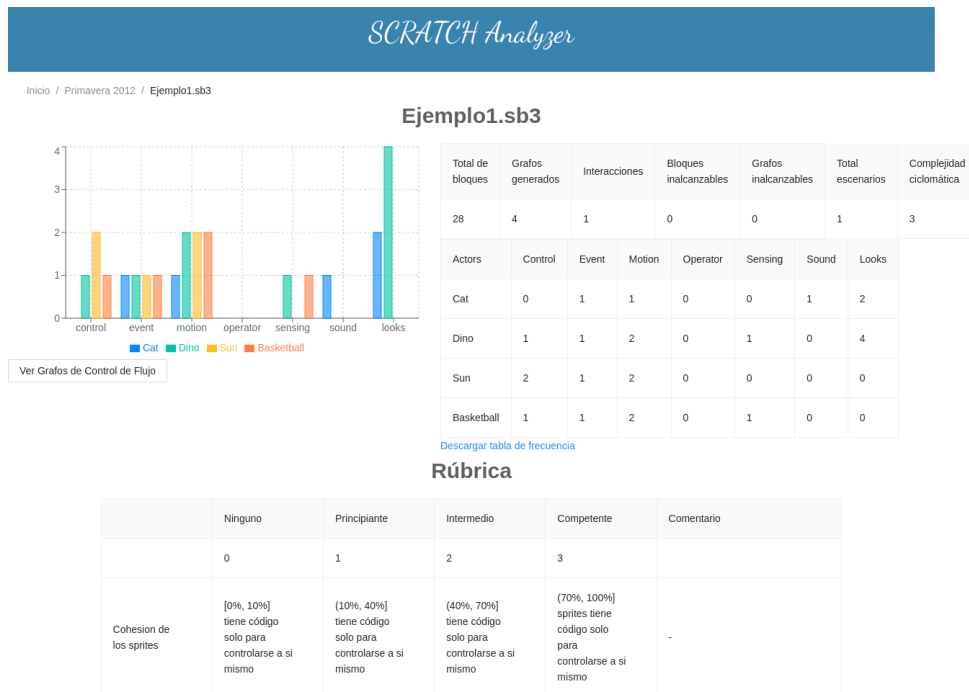 SCRATCH Analyzer
Inicio / Primavera 2012 / Ejemplo1.sb3
Ejemplo1.sb3
4
3
2
1
0
control event motion operator sensing sound looks
Cat Dino Sun Basketball
Ver Grafos de Control de Flujo
Total de bloques Grafos generados Interacciones Bloques inalcanzables Grafos inalcanzables Total escenarios Complejidad ciclomática
28 4 1 0 0 1 3
Actors Control Event Motion Operator Sensing Sound Looks
Cat 0 1 1 0 0 1 2
Dino 1 1 2 0 1 0 4
Sun 2 1 2 0 0 0 0
Basketball 1 1 2 0 1 0 0
Descargar tabla de frecuencia
Rúbrica
Ninguno Principiante Intermedio Competente Comentario
0 1 2 3
Cohesion de
los sprites
[0%, 10%]
tiene código
solo para
controlarse a si
mismo
(10%, 40%]
tiene código
solo para
controlarse a si
mismo
(40%, 70%]
tiene código
solo para
controlarse a si
mismo
(70%, 100%]
sprites tiene
código solo
para
controlarse a si
mismo
-